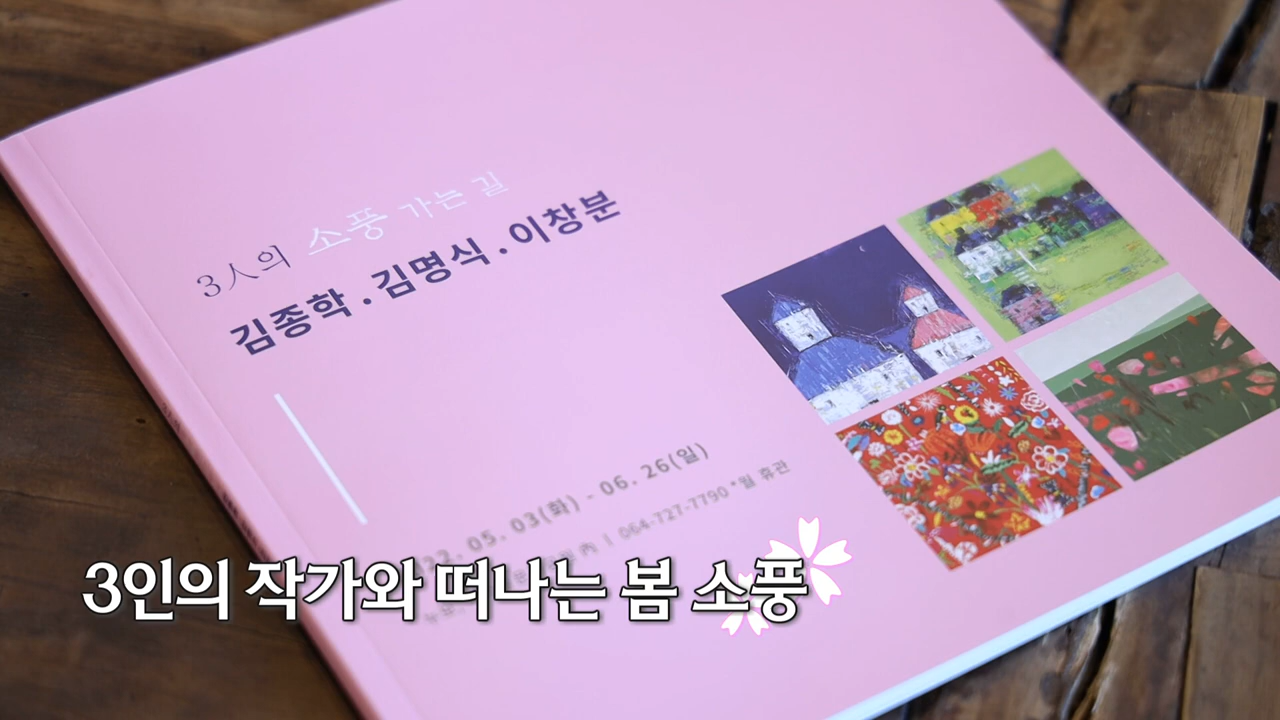 3人의 소풍 가는 길
김종학 . 김명식 . 이창분
05. 03(화) - 06. 26(일)
내 | 064-727-7790 *월 휴관
3인의 작가와 떠나는 봄 소풍